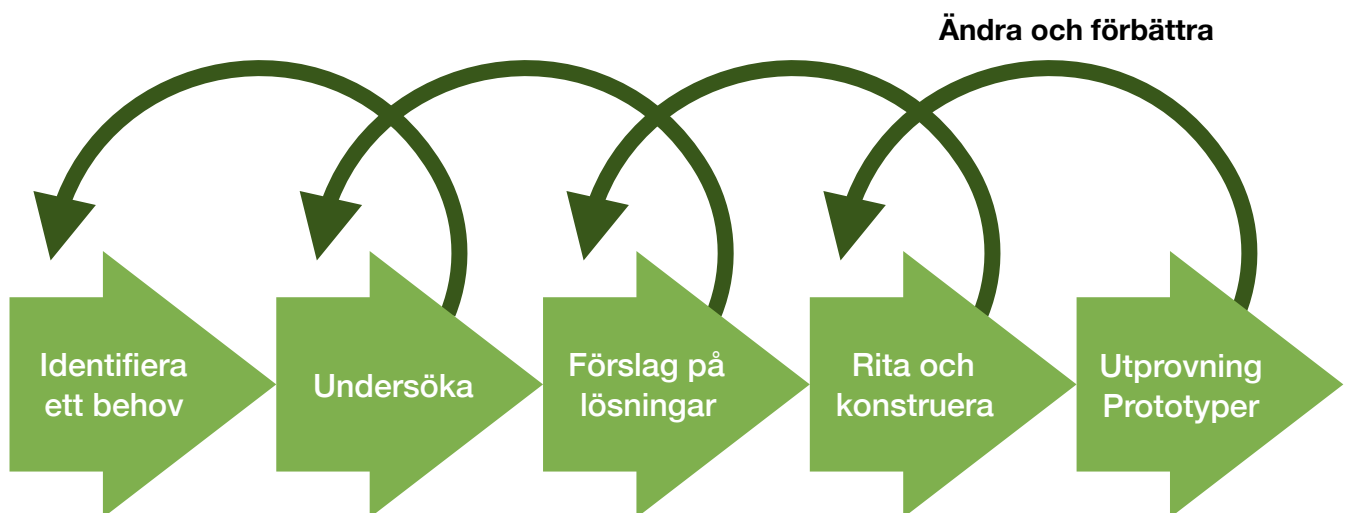 Ändra och förbättra
Identifiera
ett behov
Undersöka
Förslag på
lösningar
Rita och
konstruera
Utprovning
Prototyper